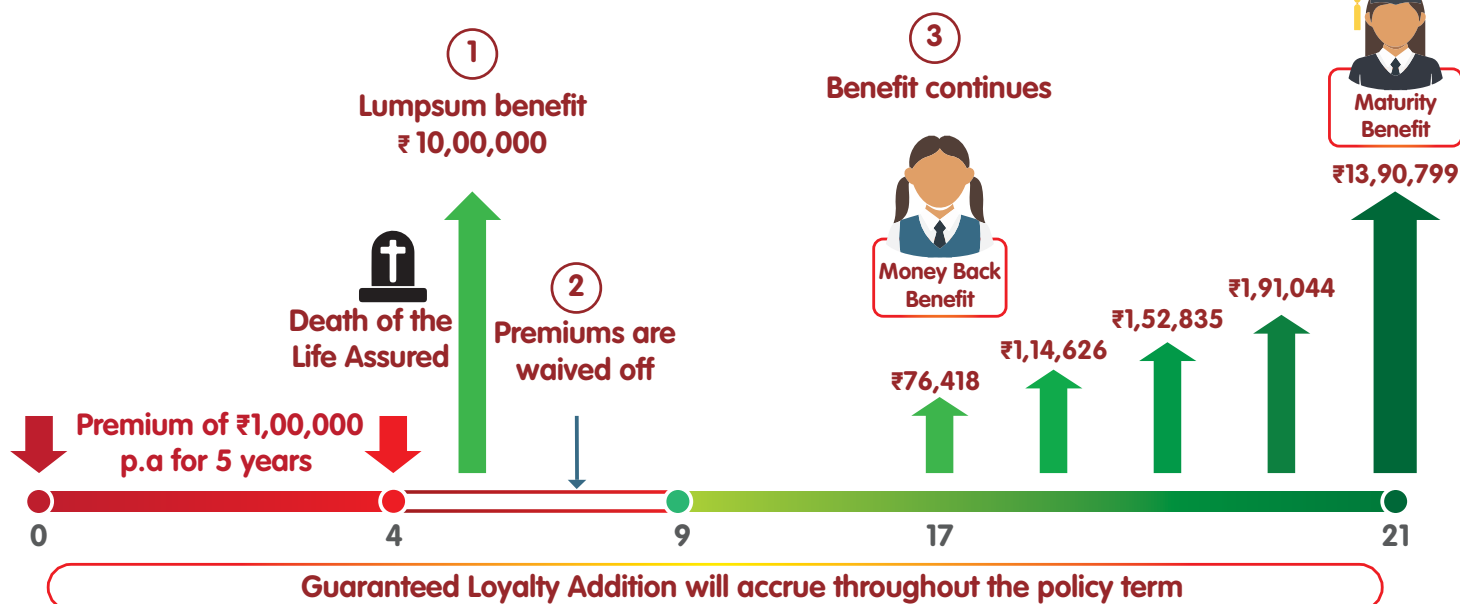 1
Lumpsum benefit
₹ 10,00,000
3
Benefit continues
Maturity
Benefit
₹13,90,799
Death of the
Life Assured
2
Premiums are
waived off
Money Back
Benefit
₹76,418
₹1,14,626
₹1,52,835
₹1,91,044
Premium of ₹1,00,000
p.a for 5 years
0
4
9
17
21
Guaranteed Loyalty Addition will accrue throughout the policy term